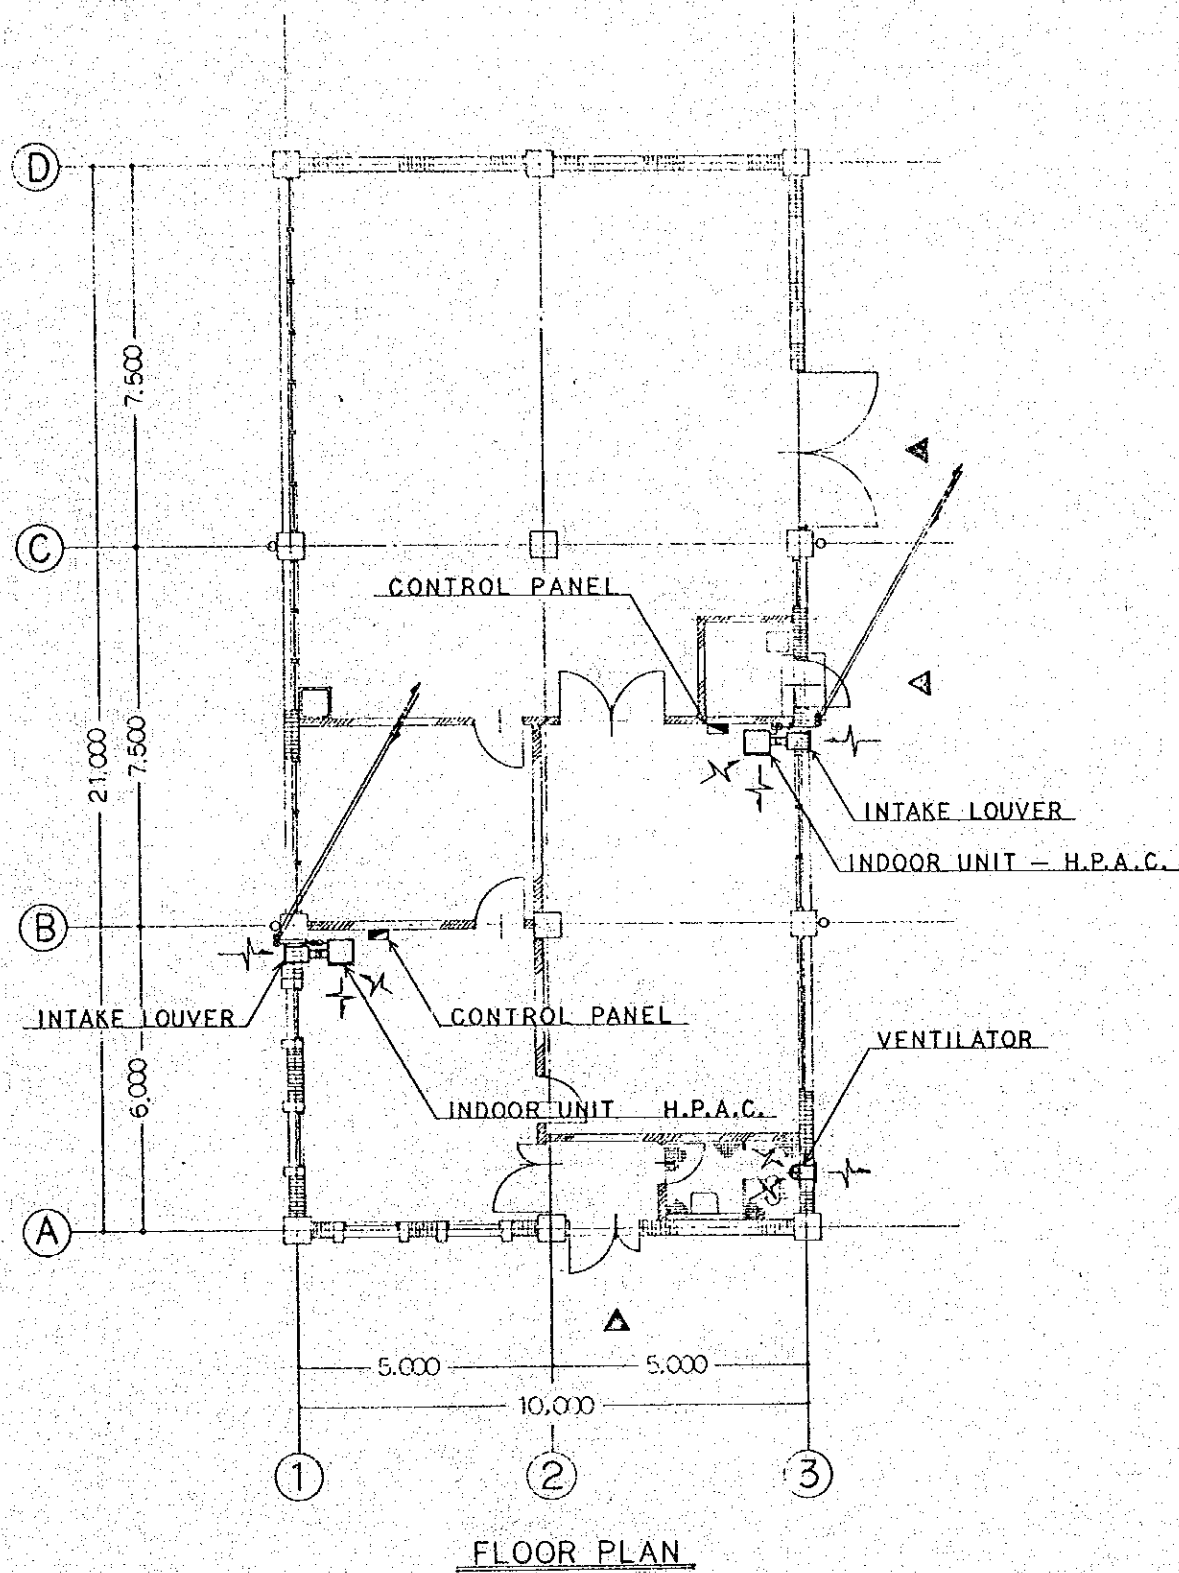 D
7.500
C
CONTROL PANEL
21.000
7.500
INTAKE LOUVER
INDOOR UNIT — H.P.A.C.
B
INTAKE LOUVER
CONTROL PANEL
VENTILATOR
6,000
INDOOR UNIT H.P.A.C.
A
5.000
5.000
10,000
1
2
3
FLOOR PLAN